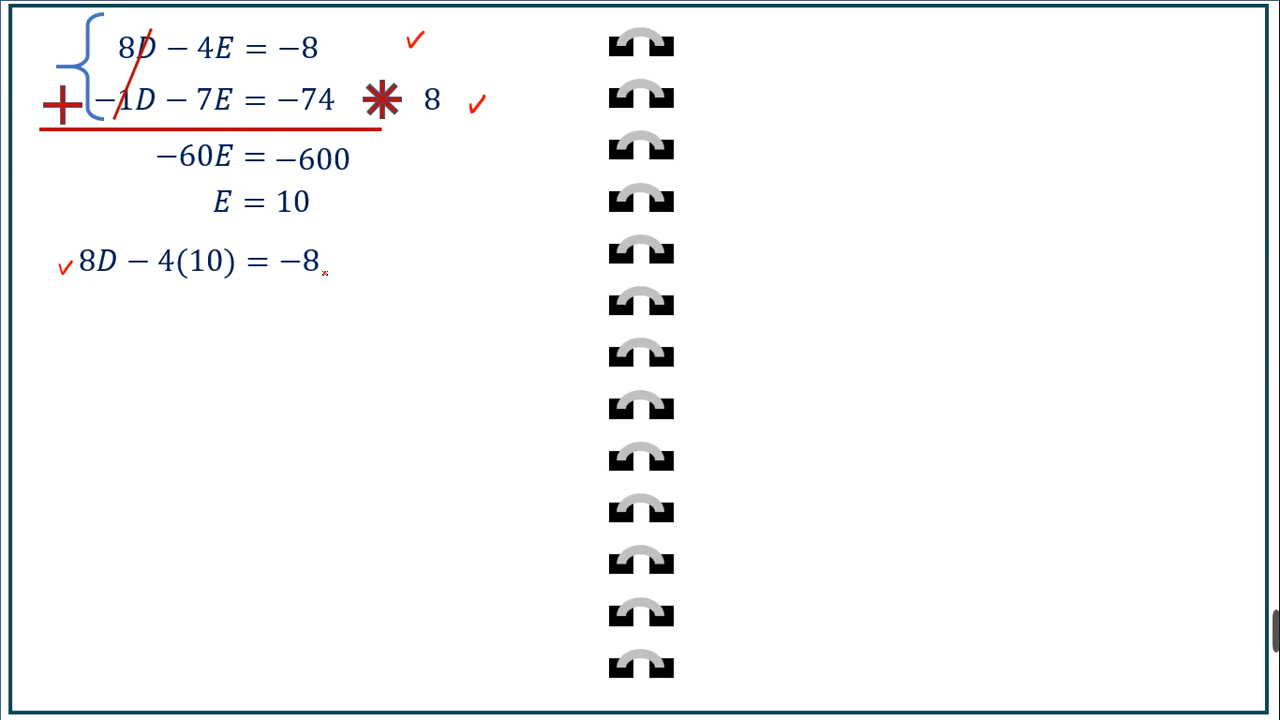 8D − 4E = −8 ✓
+ −1D − 7E = −74 * 8 ✓
−60E = −600
E = 10
✓ 8D − 4(10) = −8